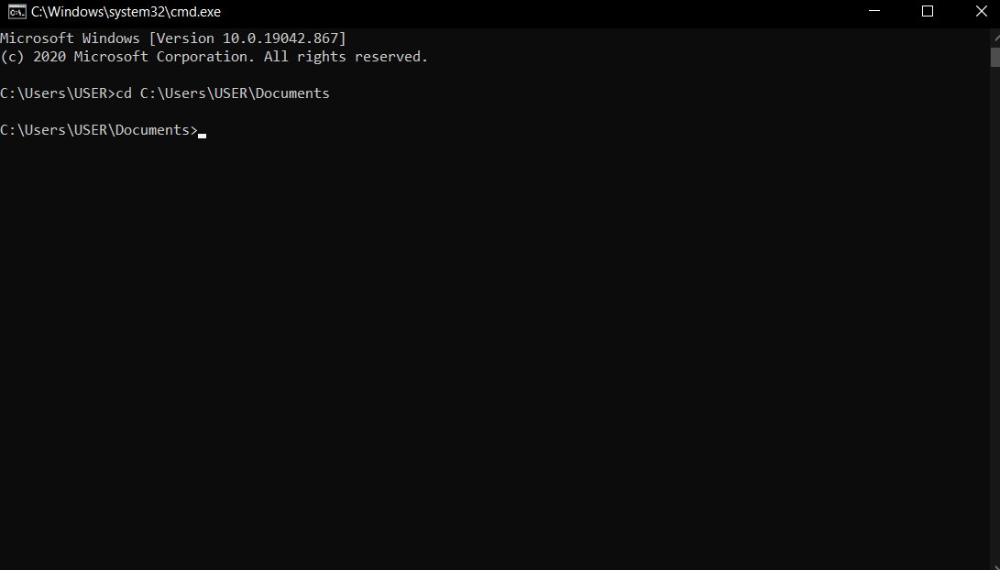 C:\Windows\system32\cmd.exe
Microsoft Windows [Version 10.0.19042.867]
(c) 2020 Microsoft Corporation. All rights reserved.
C:\Users\USER>cd C:\Users\USER\Documents
C:\Users\USER\Documents>